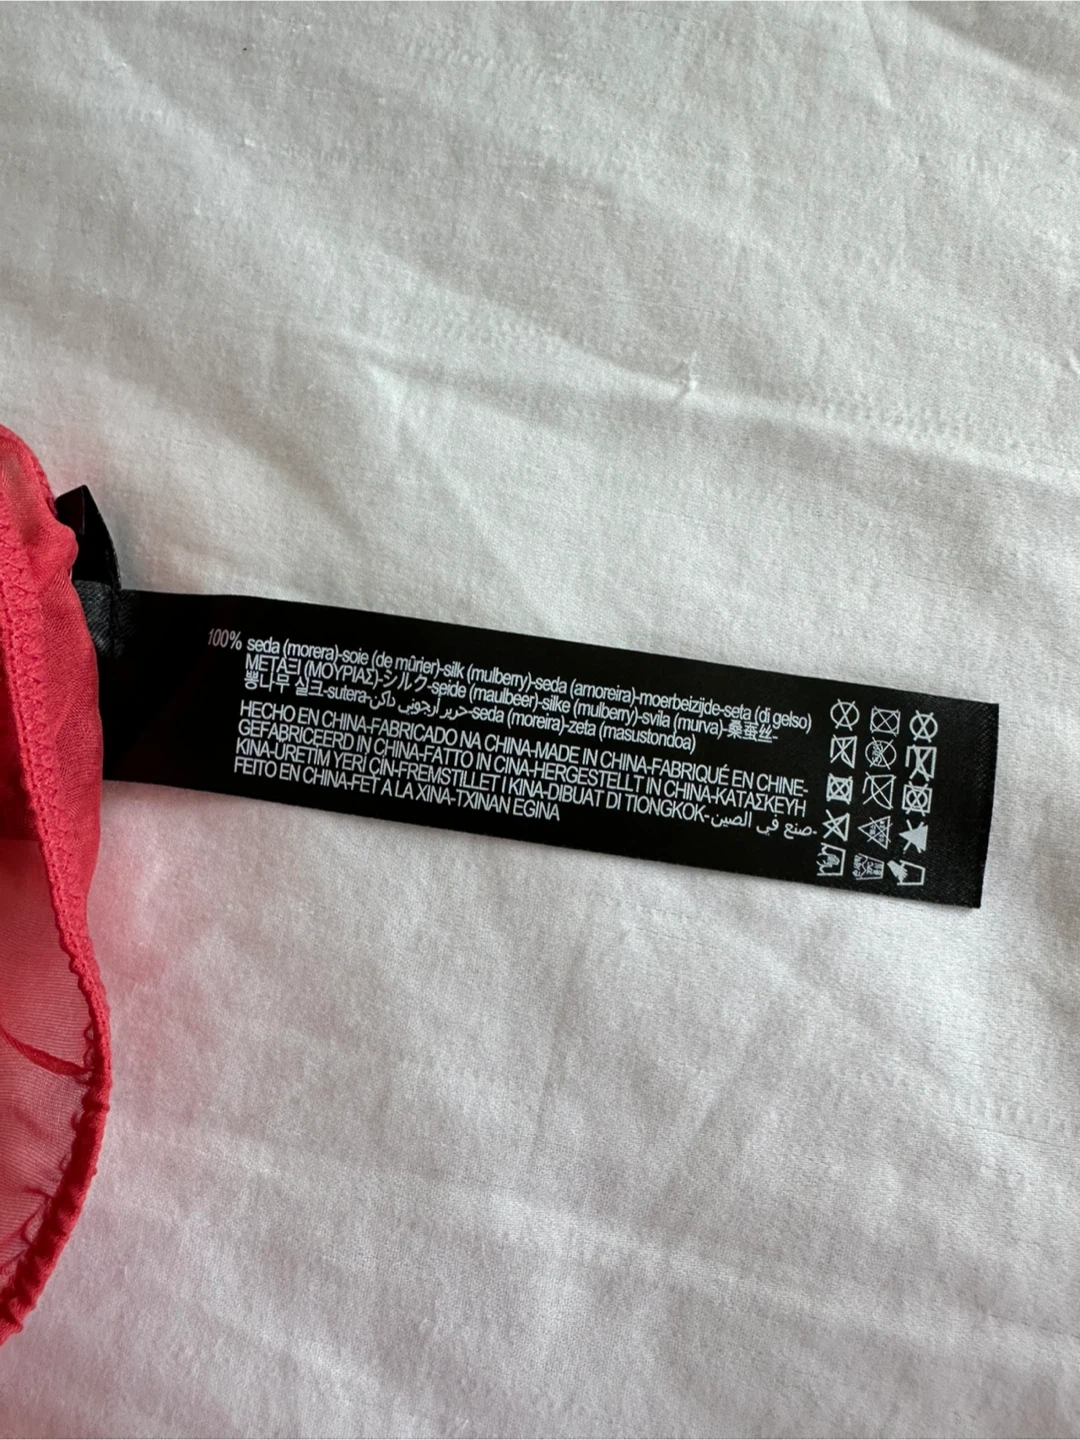 100% seda (morera)-soie (de mûrier)-silk (mulberry)-seda (amoreira)-moerbeizijde-seta (di gelso)
ΜΕΤΑΞΙ (ΜΟΥΡΙΑΣ)-シルク-seide (maulbeer)-silke (mulberry)-svila (murva)-桑蚕丝-
뽕나무 실크-sutera-حرير أرجواني داكن-seda (moreira)-zeta (masustondoa)
HECHO EN CHINA-FABRICADO NA CHINA-MADE IN CHINA-FABRIQUÉ EN CHINE-
GEFABRICEERD IN CHINA-FATTO IN CINA-HERGESTELLT IN CHINA-ΚΑΤΑΣΚΕΥΗ
KINA-URETIM YERİ ÇİN-FREMSTILLET I KINA-DIBUAT DI TIONGKOK-صنع في الصين-
FEITO EN CHINA-FET A LA XINA-TXINAN EGINA